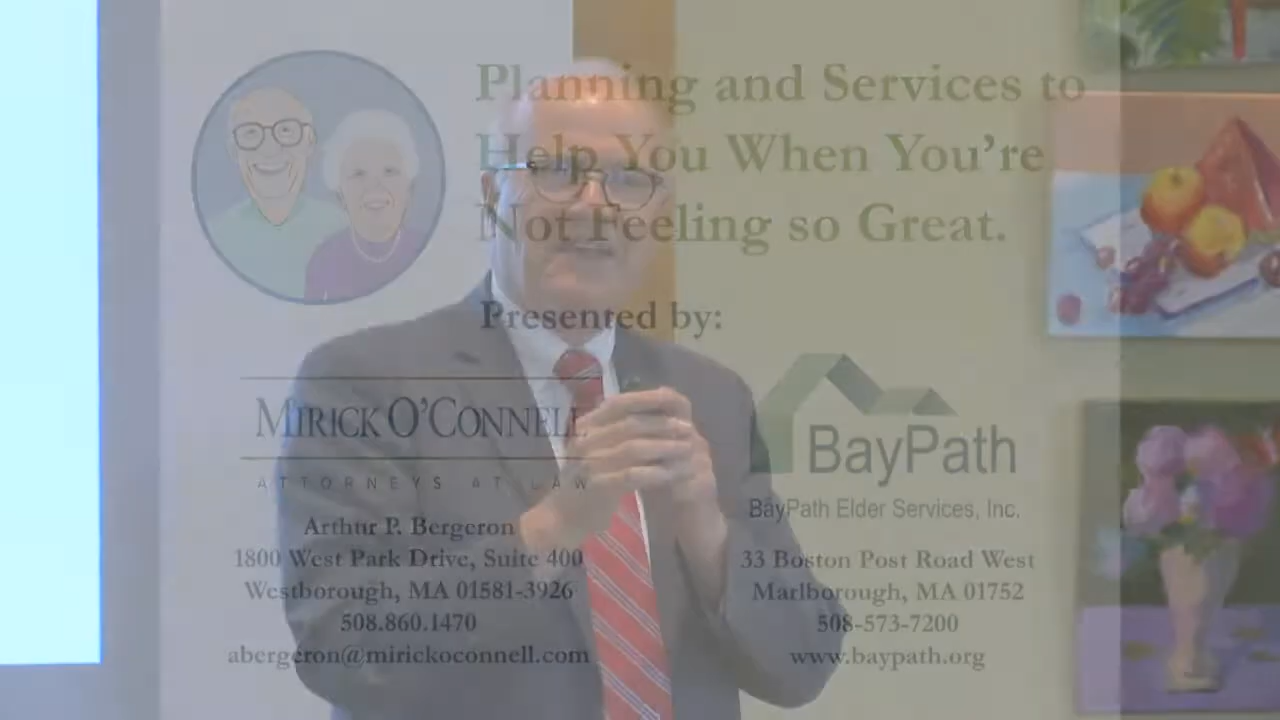 Planning and Services to
Help You When You're
Not Feeling so Great.
Presented by:
MIRICK O'CONNELL
ATTORNEYS AT LAW
Arthur P. Bergeron
1800 West Park Drive, Suite 400
Westborough, MA 01581-3926
508.860.1470
abergeron@mirickoconnell.com
BayPath
BayPath Elder Services, Inc.
33 Boston Post Road West
Marlborough, MA 01752
508-573-7200
www.baypath.org